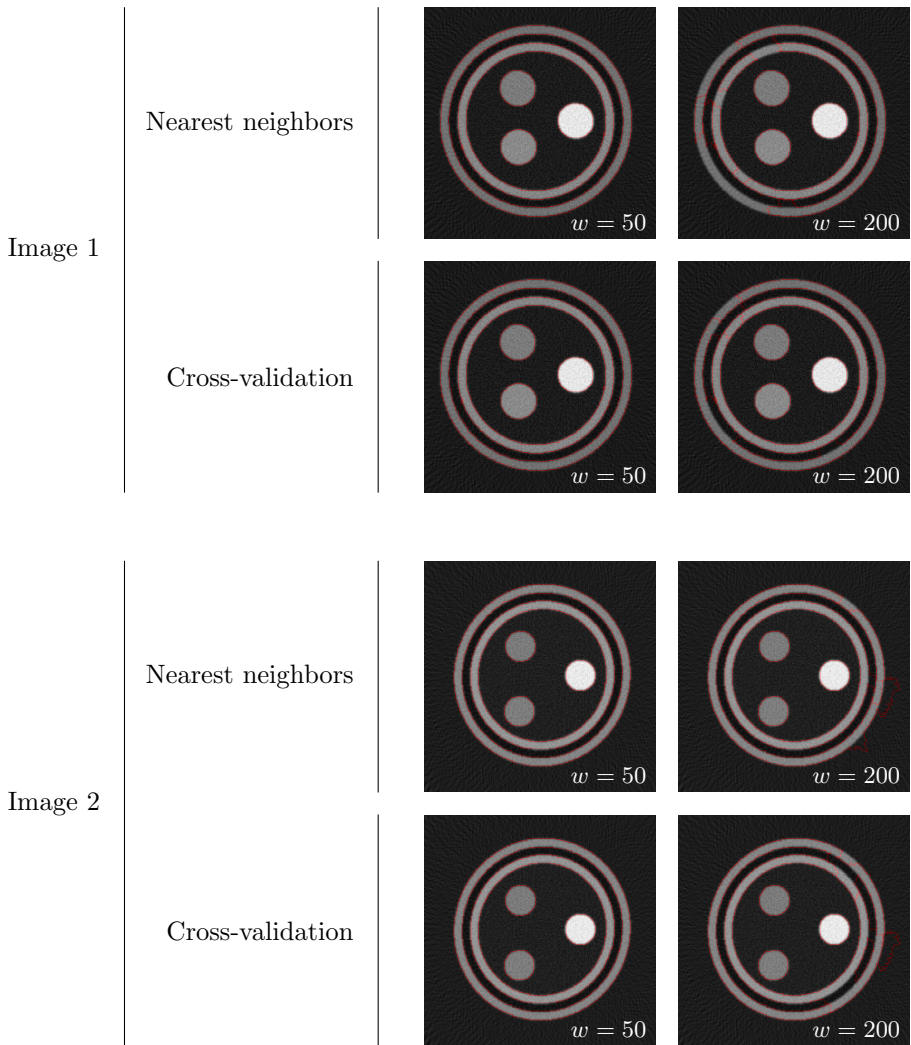 Image 1
Nearest neighbors
w = 50
w = 200
Cross-validation
w = 50
w = 200
Image 2
Nearest neighbors
w = 50
w = 200
Cross-validation
w = 50
w = 200